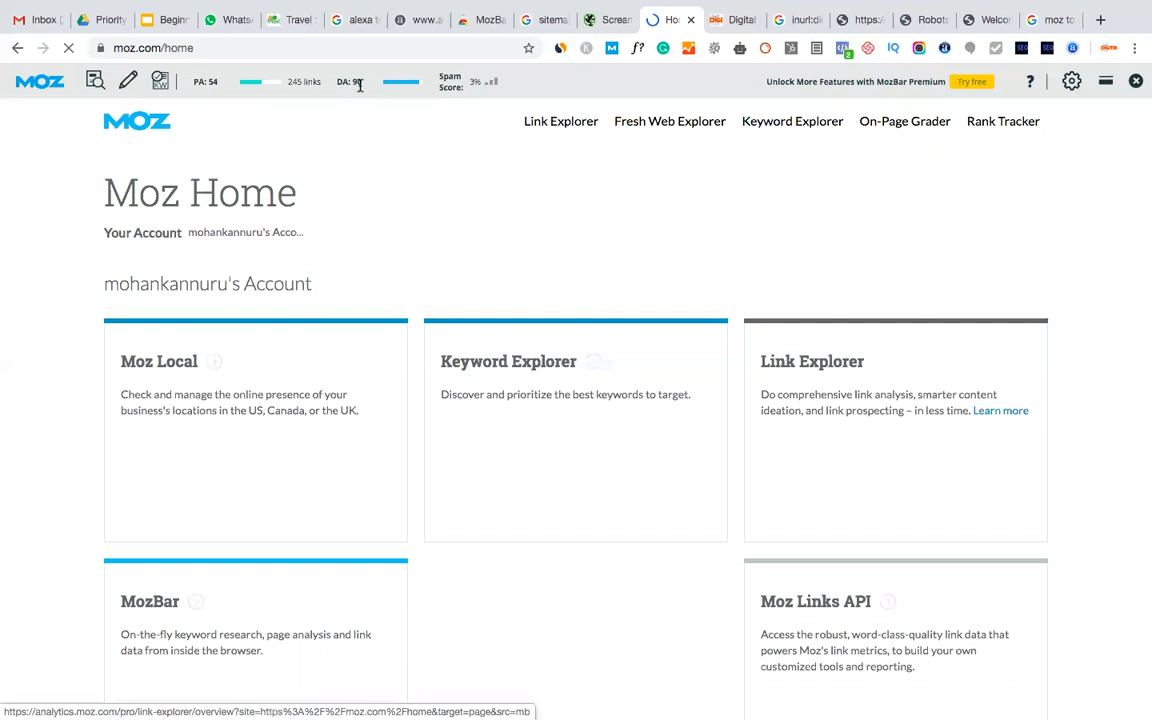 Inbox (
Priority
Beginn
Whats
Travel
alexa t
www.a
MozBa
sitema
Scream
Ho
Digital
inurl:di
https:/
Robots
Welcor
moz to
moz.com/home
MOZ
PA: 54
245 links
DA:
Spam
Score: 3%
Unlock More Features with MozBar Premium
Try free
?
MOZ
Link Explorer
Fresh Web Explorer
Keyword Explorer
On-Page Grader
Rank Tracker
Moz Home
Your Account mohankannuru's Acco...
mohankannuru's Account
Moz Local
Check and manage the online presence of your
business's locations in the US, Canada, or the UK.
Keyword Explorer
Discover and prioritize the best keywords to target.
Link Explorer
Do comprehensive link analysis, smarter content
ideation, and link prospecting – in less time. Learn more
MozBar
On-the-fly keyword research, page analysis and link
data from inside the browser.
Moz Links API
Access the robust, word-class-quality link data that
powers Moz's link metrics, to build your own
customized tools and reporting.
https://analytics.moz.com/pro/link-explorer/overview?site=https%3A%2F%2Fmoz.com%2Fhome&target=page&src=mb